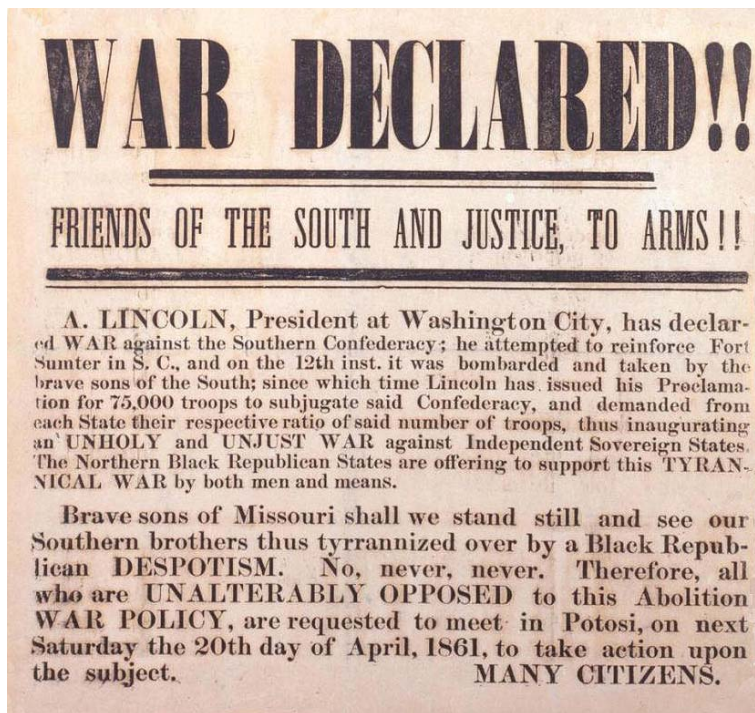 WAR DECLARED!!
FRIENDS OF THE SOUTH AND JUSTICE, TO ARMS!!
A. LINCOLN, President at Washington City, has declar-
ed WAR against the Southern Confederacy; he attempted to reinforce Fort
Sumter in S. C., and on the 12th inst. it was bombarded and taken by the
brave sons of the South; since which time Lincoln has issued his Proclama-
tion for 75,000 troops to subjugate said Confederacy, and demanded from
each State their respective ratio of said number of troops, thus inaugurating
an UNHOLY and UNJUST WAR against Independent Sovereign States.
The Northern Black Republican States are offering to support this TYRAN-
NICAL WAR by both men and means.
Brave sons of Missouri shall we stand still and see our
Southern brothers thus tyrrannized over by a Black Repub-
lican DESPOTISM. No, never, never. Therefore, all
who are UNALTERABLY OPPOSED to this Abolition
WAR POLICY, are requested to meet in Potosi, on next
Saturday the 20th day of April, 1861, to take action upon
the subject. MANY CITIZENS.